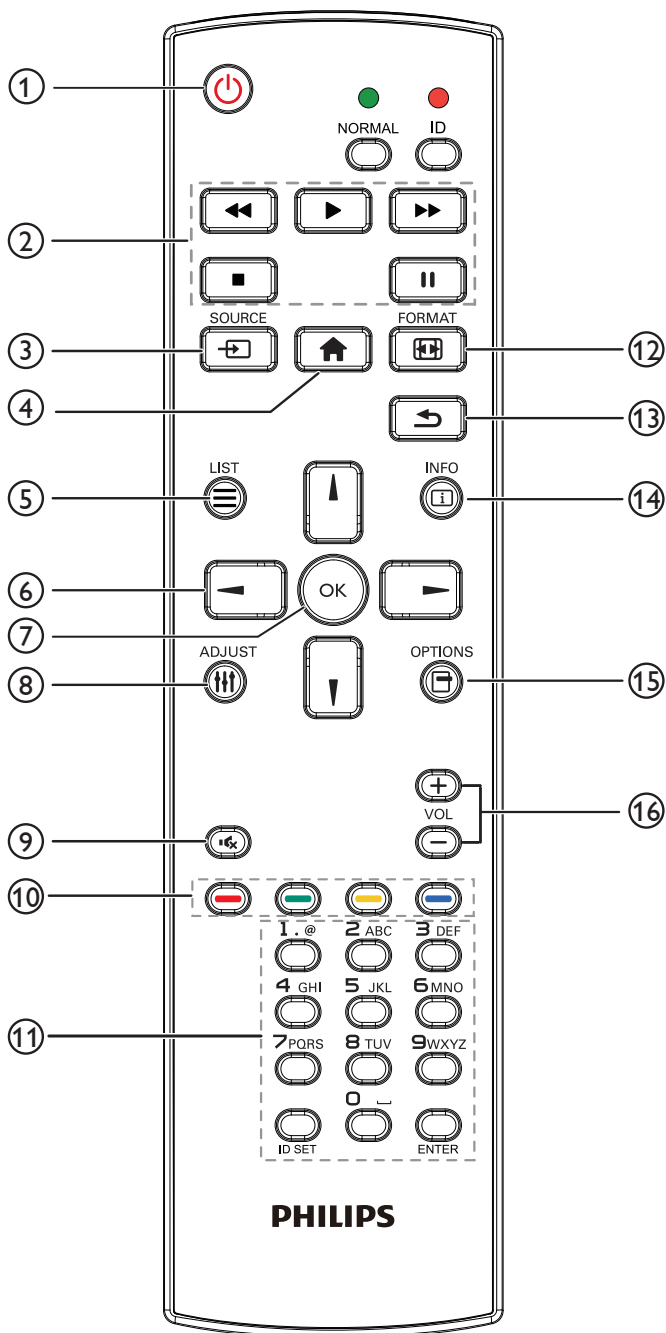 1
NORMAL ID
2
SOURCE FORMAT
3
12
4
13
LIST INFO
5
14
6
OK
7
ADJUST OPTIONS
8
15
VOL
16
9
10
1 . @ 2 ABC 3 DEF
4 GHI 5 JKL 6 MNO
11
7 PQRS 8 TUV 9 WXYZ
0
ID SET ENTER
PHILIPS